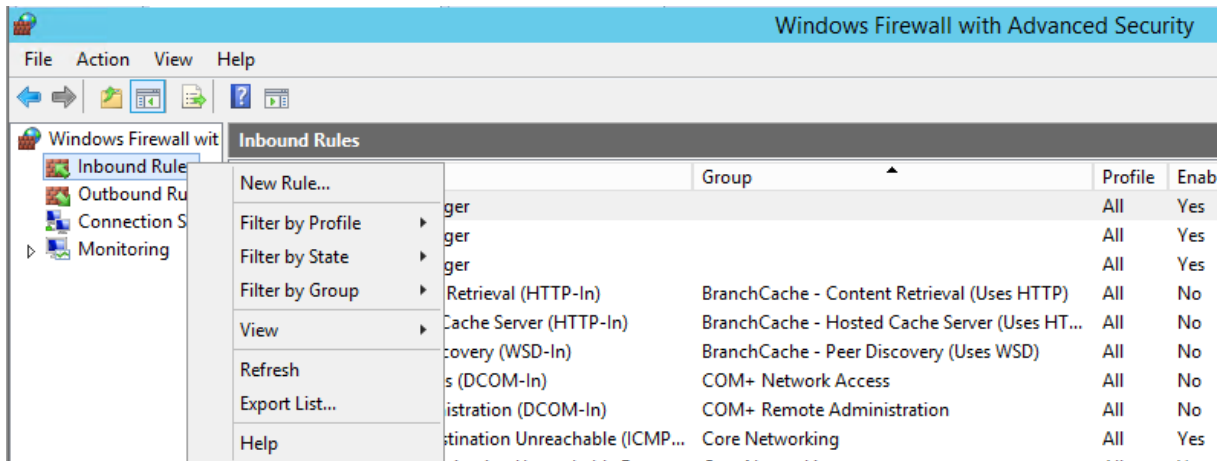 Windows Firewall with Advanced Security
File Action View Help
Windows Firewall wit
Inbound Rules
Inbound Rule
Outbound Ru
Connection S
Monitoring
New Rule...
Filter by Profile
Filter by State
Filter by Group
View
Refresh
Export List...
Help
Group Profile Enab
ger All Yes
ger All Yes
ger All Yes
Retrieval (HTTP-In) BranchCache - Content Retrieval (Uses HTTP) All No
Cache Server (HTTP-In) BranchCache - Hosted Cache Server (Uses HT... All No
covery (WSD-In) BranchCache - Peer Discovery (Uses WSD) All No
s (DCOM-In) COM+ Network Access All No
istration (DCOM-In) COM+ Remote Administration All No
stination Unreachable (ICMP... Core Networking All Yes